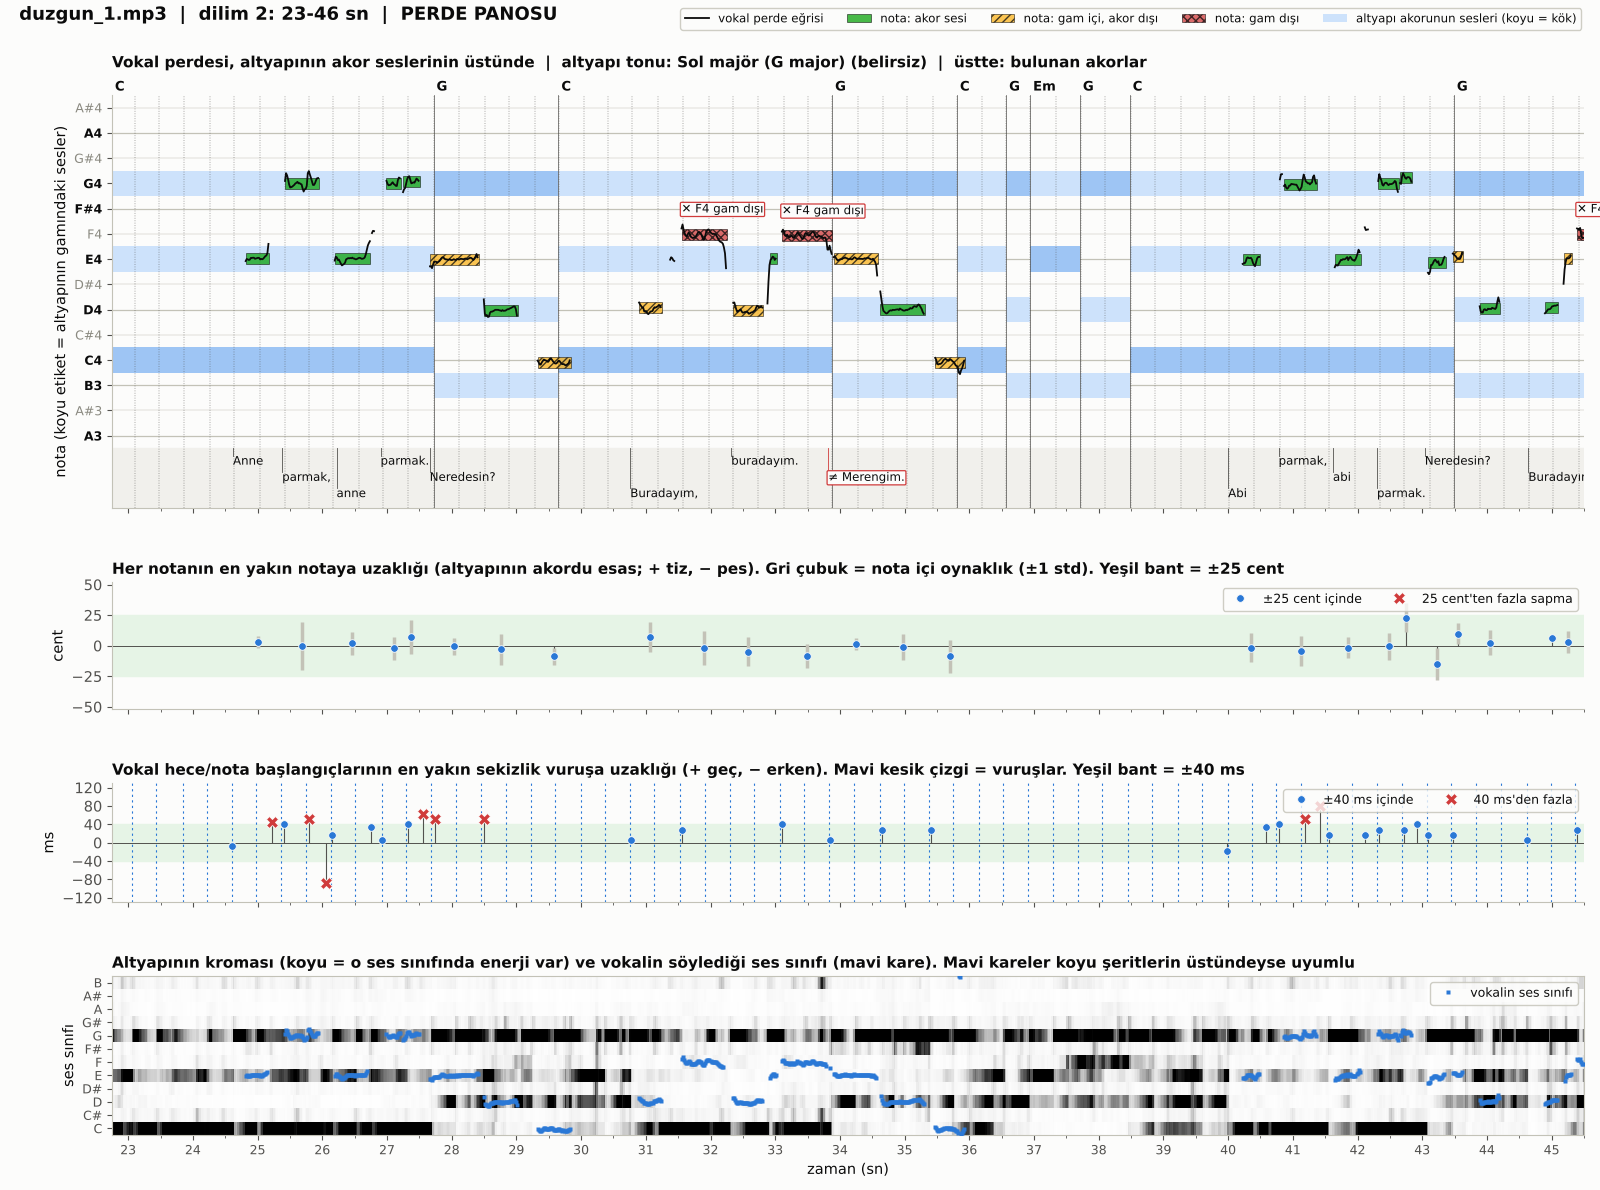 duzgun_1.mp3 | dilim 2: 23-46 sn | PERDE PANOSU
vokal perde eğrisi
nota: akor sesi
nota: gam içi, akor dışı
nota: gam dışı
altyapı akorunun sesleri (koyu = kök)
Vokal perdesi, altyapının akor seslerinin üstünde | altyapı tonu: Sol majör (G major) (belirsiz) | üstte: bulunan akorlar
C G C G C G Em G C G
nota (koyu etiket = altyapının gamındaki sesler)
A#4
A4
G#4
G4
F#4
F4
E4
D#4
D4
C#4
C4
B3
A#3
A3
× F4 gam dışı
× F4 gam dışı
× F4
Anne
parmak,
anne
parmak.
Neredesin?
Buradayım,
buradayım.
≠ Merengim.
Abi
parmak,
abi
parmak.
Neredesin?
Buradayır
Her notanın en yakın notaya uzaklığı (altyapının akordu esas; + tiz, − pes). Gri çubuk = nota içi oynaklık (±1 std). Yeşil bant = ±25 cent
±25 cent içinde
25 cent'ten fazla sapma
cent
50
25
0
−25
−50
Vokal hece/nota başlangıçlarının en yakın sekizlik vuruşa uzaklığı (+ geç, − erken). Mavi kesik çizgi = vuruşlar. Yeşil bant = ±40 ms
±40 ms içinde
40 ms'den fazla
ms
120
80
40
0
−40
−80
−120
Altyapının kroması (koyu = o ses sınıfında enerji var) ve vokalin söylediği ses sınıfı (mavi kare). Mavi kareler koyu şeritlerin üstündeyse uyumlu
vokalin ses sınıfı
ses sınıfı
B
A#
A
G#
G
F#
F
E
D#
D
C#
C
23 24 25 26 27 28 29 30 31 32 33 34 35 36 37 38 39 40 41 42 43 44 45
zaman (sn)